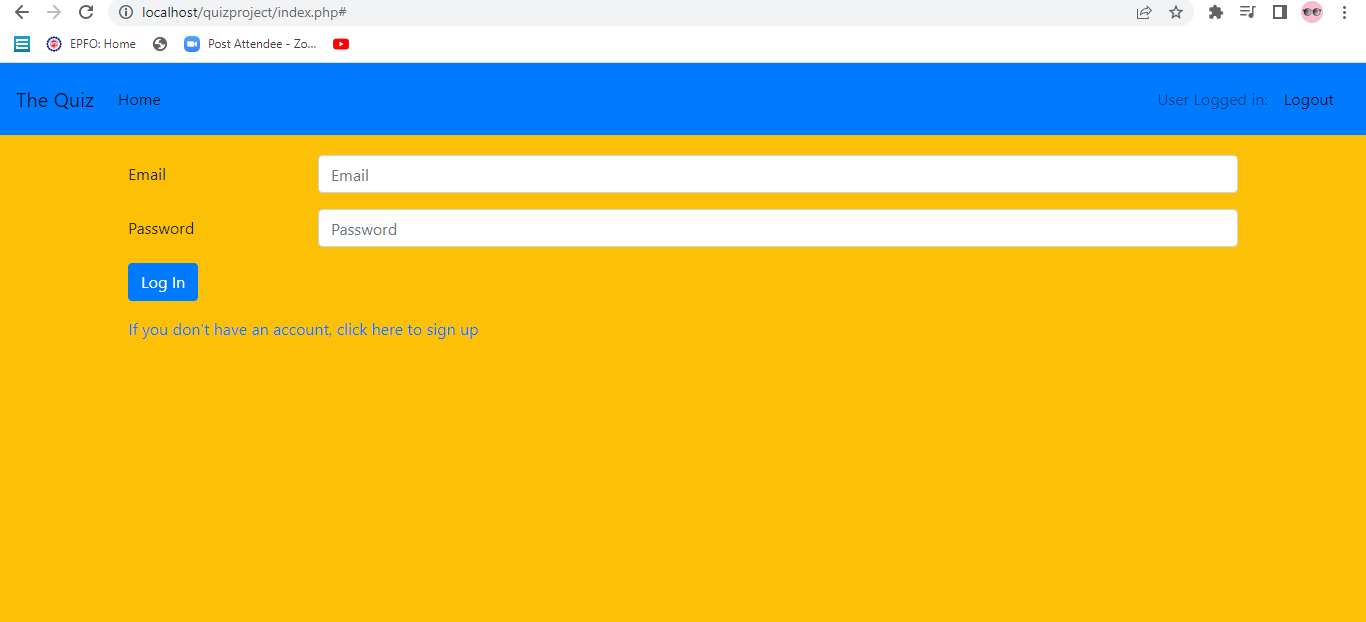 localhost/quizproject/index.php#
EPFO: Home Post Attendee - Zo...
The Quiz Home User Logged in: Logout
Email Email
Password Password
Log In
If you don't have an account, click here to sign up